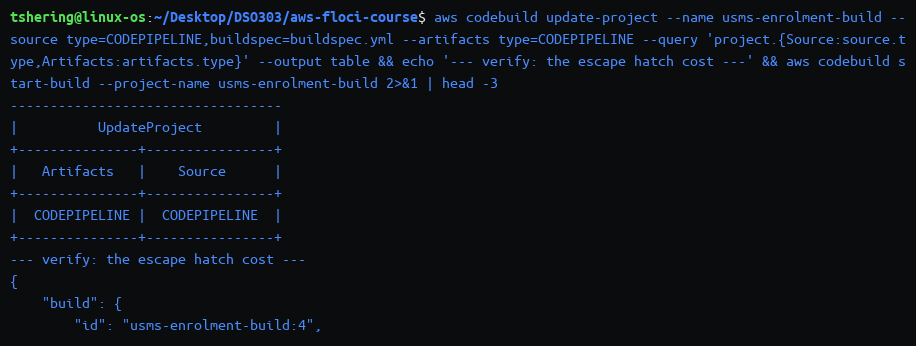 tshering@linux-os:~/Desktop/DSO303/aws-floci-course$ aws codebuild update-project --name usms-enrolment-build --
source type=CODEPIPELINE,buildspec=buildspec.yml --artifacts type=CODEPIPELINE --query 'project.{Source:source.t
ype,Artifacts:artifacts.type}' --output table && echo '--- verify: the escape hatch cost ---' && aws codebuild s
tart-build --project-name usms-enrolment-build 2>&1 | head -3
----------------------------------
|          UpdateProject         |
+---------------+----------------+
|   Artifacts   |    Source      |
+---------------+----------------+
|  CODEPIPELINE |  CODEPIPELINE  |
+---------------+----------------+
--- verify: the escape hatch cost ---
{
    "build": {
        "id": "usms-enrolment-build:4",